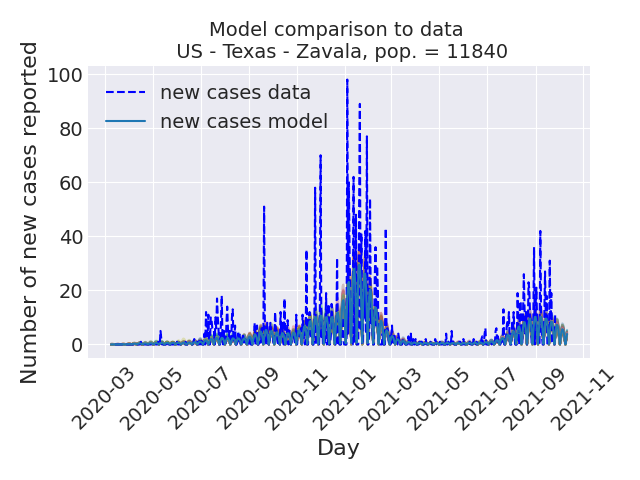 Model comparison to data
US - Texas - Zavala, pop. = 11840
Number of new cases reported
100
80
60
40
20
0
new cases data
new cases model
2020-03
2020-05
2020-07
2020-09
2020-11
2021-01
2021-03
2021-05
2021-07
2021-09
2021-11
Day